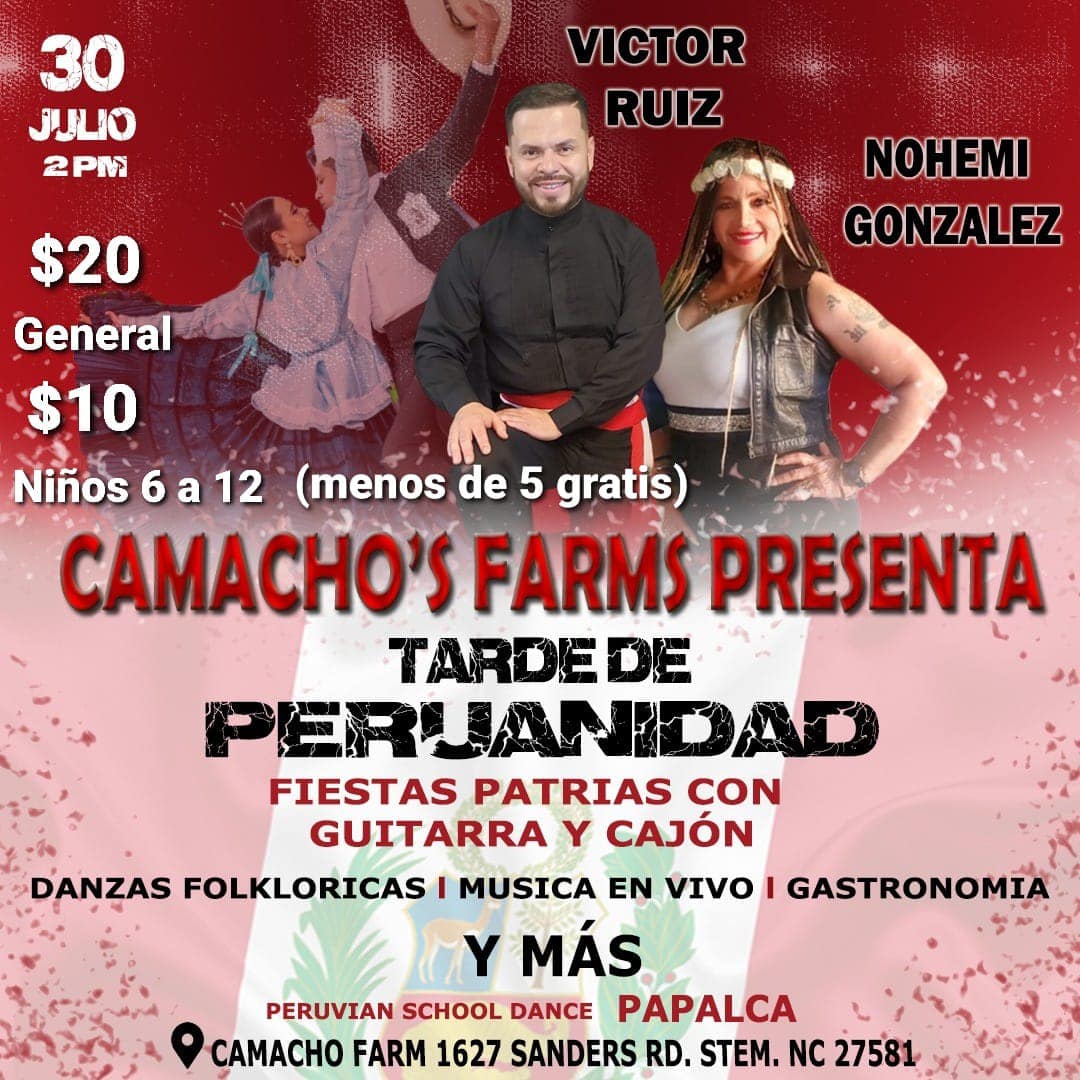 30
JULIO
2 PM
VICTOR
RUIZ
NOHEMI
GONZALEZ
$20
General
$10
Niños 6 a 12 (menos de 5 gratis)
CAMACHO'S FARMS PRESENTA
TARDE DE
PERUANIDAD
FIESTAS PATRIAS CON
GUITARRA Y CAJÓN
DANZAS FOLKLORICAS | MUSICA EN VIVO | GASTRONOMIA
Y MÁS
PERUVIAN SCHOOL DANCE PAPALCA
CAMACHO FARM 1627 SANDERS RD. STEM. NC 27581